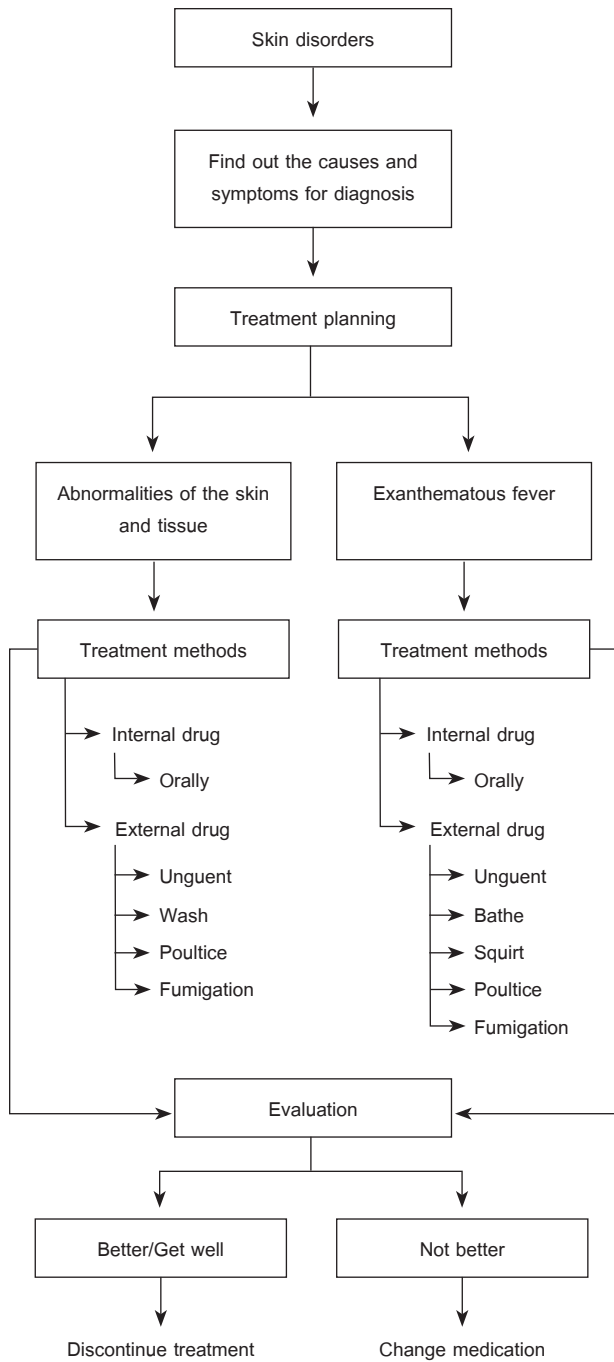 Skin disorders
Find out the causes and
symptoms for diagnosis
Treatment planning
Abnormalities of the skin
and tissue
Treatment methods
Internal drug
Orally
External drug
Unguent
Wash
Poultice
Fumigation
Exanthematous fever
Treatment methods
Internal drug
Orally
External drug
Unguent
Bathe
Squirt
Poultice
Fumigation
Evaluation
Better/Get well
Discontinue treatment
Not better
Change medication